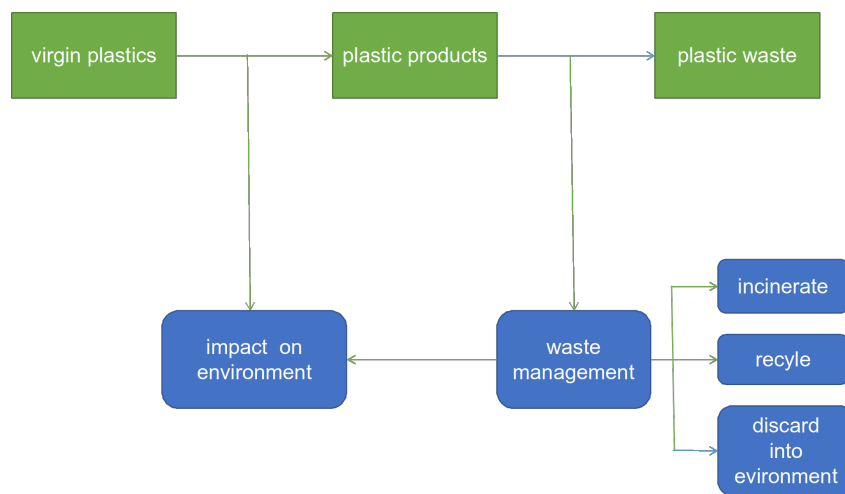 virgin plastics
plastic products
plastic waste
impact on
environment
waste
management
incinerate
recyle
discard
into
evironment